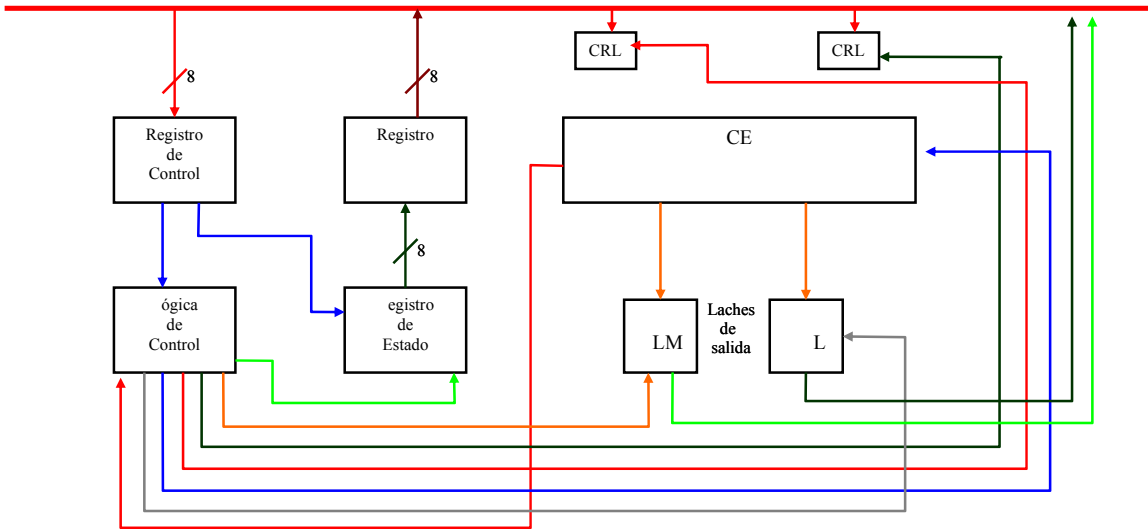 CRL
CRL
8
8
Registro
de
Control
Registro
CE
8
ógica
de
Control
egistro
de
Estado
LM
Laches
de
salida
L